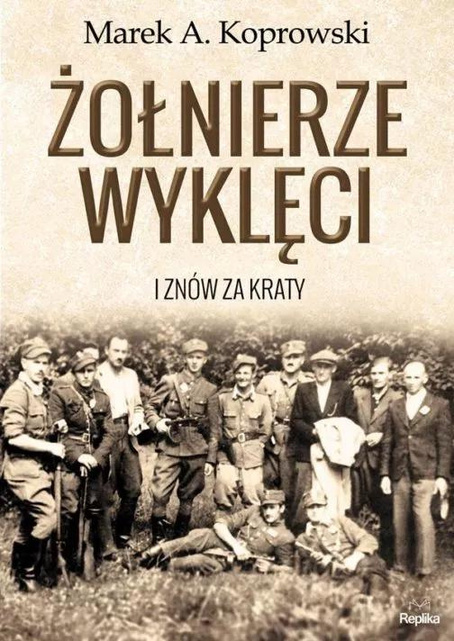 Marek A. Koprowski
ŻOŁNIERZE
WYKLĘCI
I ZNÓW ZA KRATY
Replika